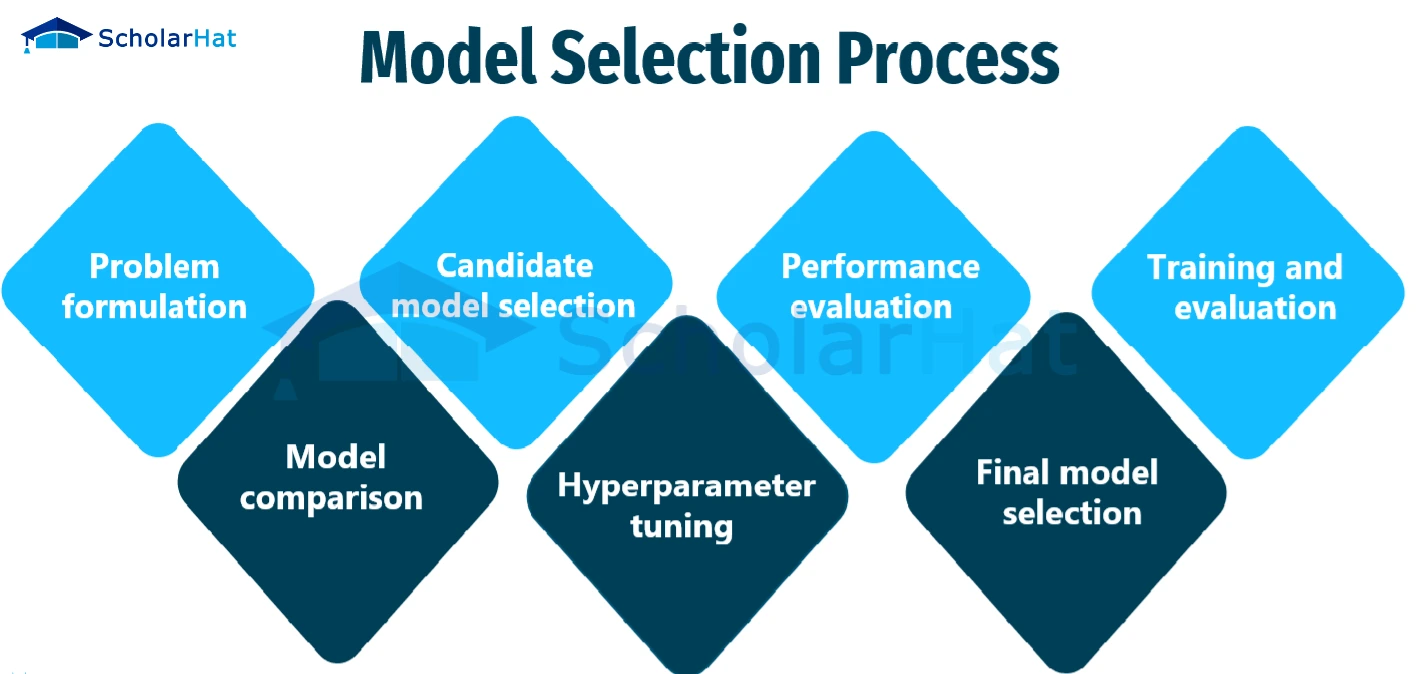 ScholarHat
Model Selection Process
Problem
formulation
Candidate
model selection
Performance
evaluation
Training and
evaluation
ScholarHat
Model
comparison
Hyperparameter
tuning
Final model
selection